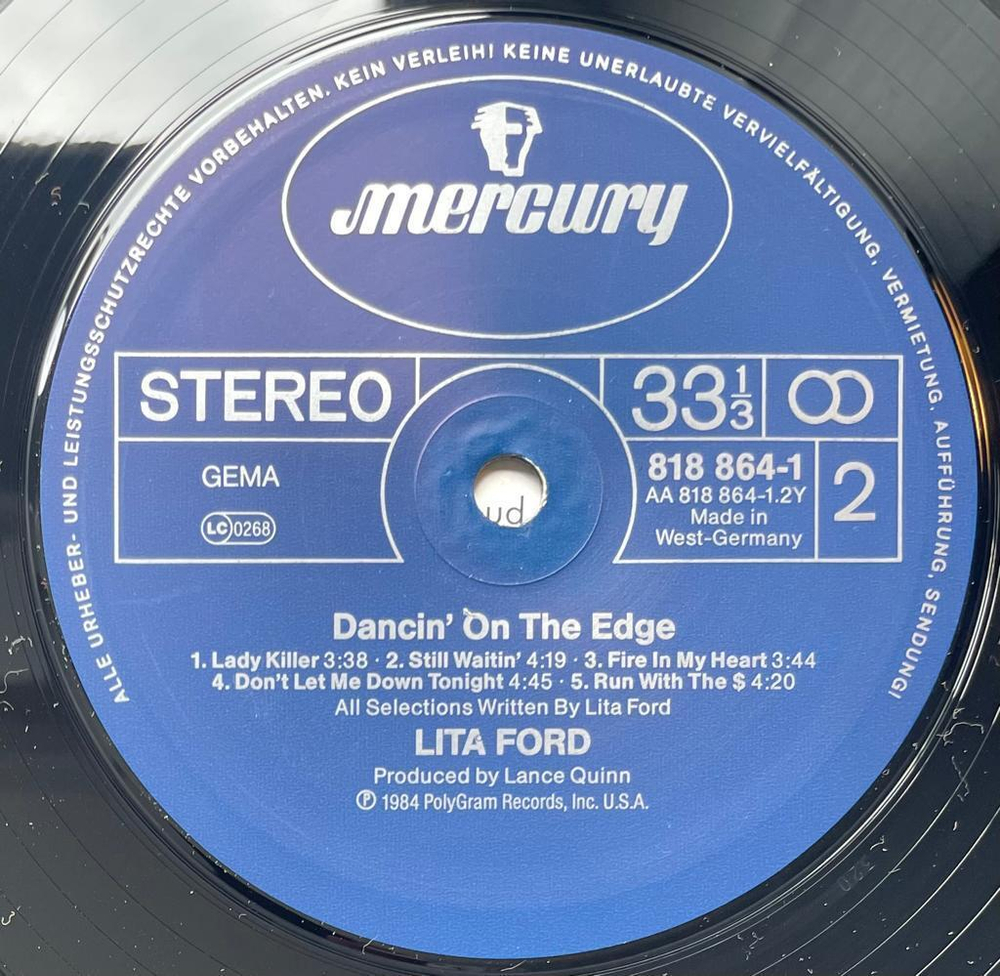 ALLE URHEBER- UND LEISTUNGSSCHUTZRECHTE VORBEHALTEN. KEIN VERLEIH! KEINE UNERLAUBTE VERVIELFÄLTIGUNG, VERMIETUNG, AUFFÜHRUNG, SENDUNG!
mercury
STEREO
33 1/3
GEMA
LC 0268
818 864-1
AA 818 864-1.2Y
Made in
West-Germany
2
ud
Dancin' On The Edge
1. Lady Killer 3:38 · 2. Still Waitin' 4:19 · 3. Fire In My Heart 3:44
4. Don't Let Me Down Tonight 4:45 · 5. Run With The $ 4:20
All Selections Written By Lita Ford
LITA FORD
Produced by Lance Quinn
℗ 1984 PolyGram Records, Inc. U.S.A.